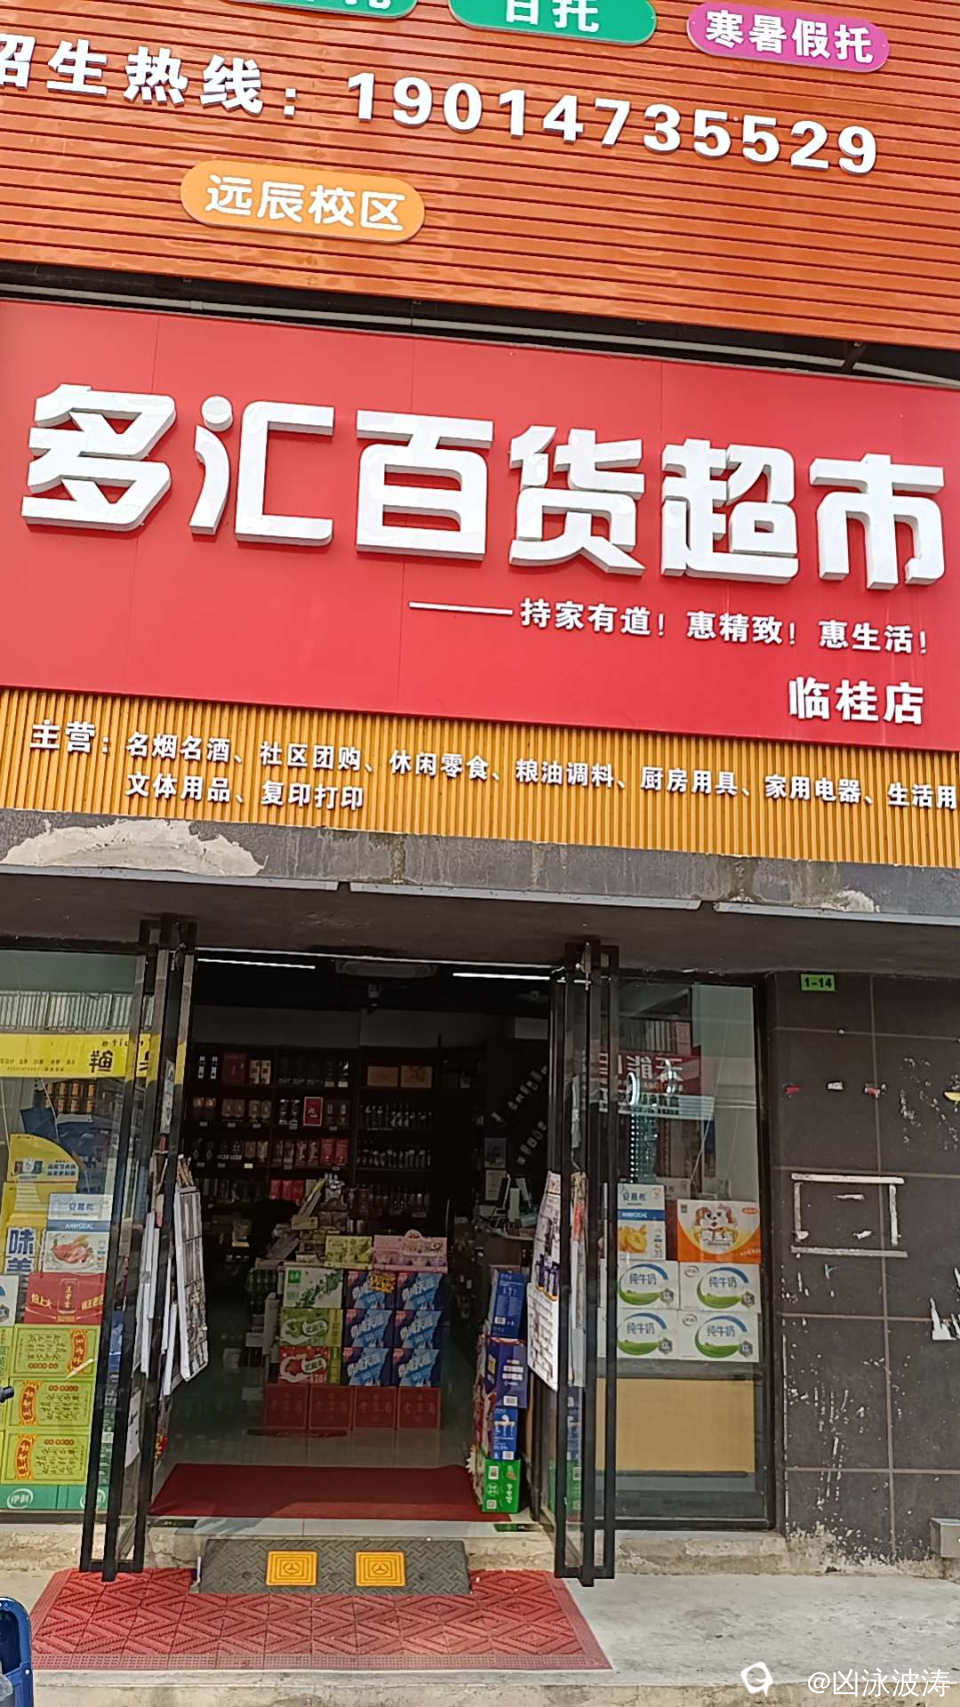 日托
寒暑假托
招生热线：19014735529
远辰校区
多汇百货超市
——持家有道！惠精致！惠生活！
临桂店
主营：名烟名酒、社区团购、休闲零食、粮油调料、厨房用具、家用电器、生活用
文体用品、复印打印
1-14
味
纯牛奶
纯牛奶
纯牛奶
纯牛奶
@凶泳波涛